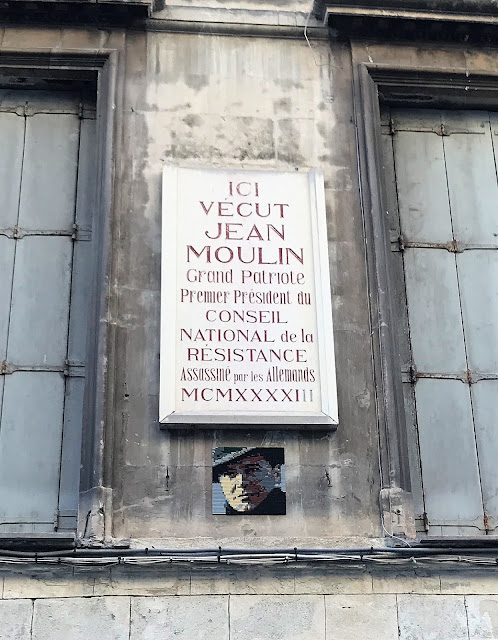 ICI
VÉCUT
JEAN
MOULIN
Grand Patriote
Premier Président du
CONSEIL
NATIONAL de la
RÉSISTANCE
Assassiné par les Allemands
MCMXXXXIII